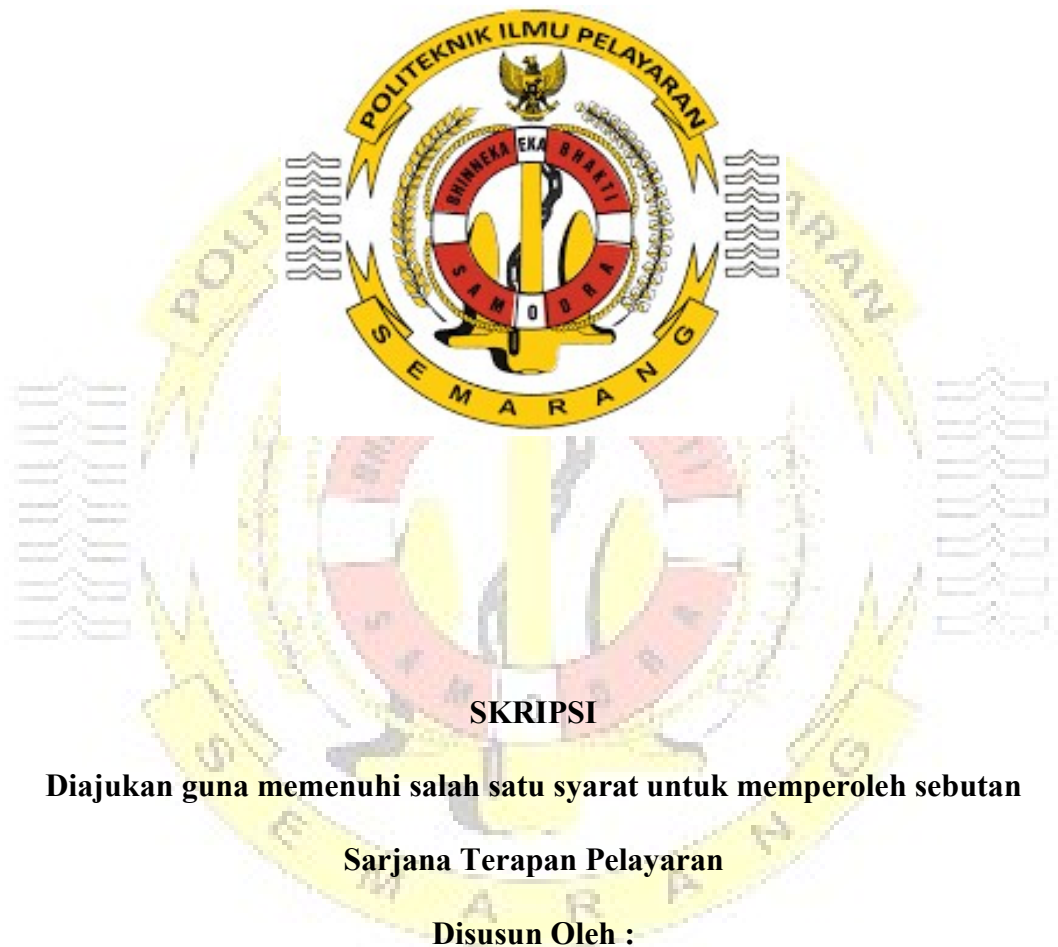 POLITEKNIK ILMU PELAYARAN
BHINNEKA EKA BHAKTI
SAMODRA
SEMARANG
SKRIPSI
Diajukan guna memenuhi salah satu syarat untuk memperoleh sebutan
Sarjana Terapan Pelayaran
Disusun Oleh :